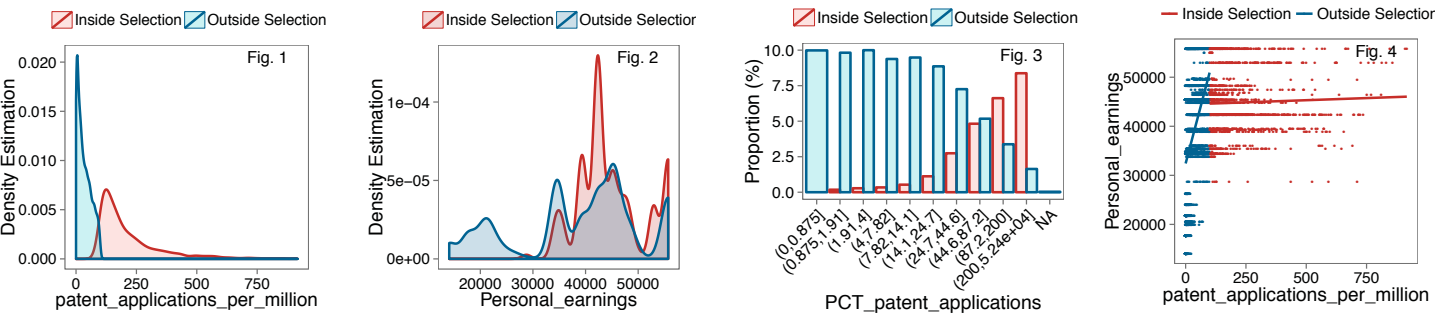 Inside Selection Outside Selection
Fig. 1
Density Estimation
0.020
0.015
0.010
0.005
0.000
0 250 500 750
patent_applications_per_million
Inside Selection Outside Selection
Fig. 2
Density Estimation
1e−04
5e−05
0e+00
20000 30000 40000 50000
Personal_earnings
Inside Selection Outside Selection
Fig. 3
Proportion (%)
10.0
7.5
5.0
2.5
0.0
(0,0.875]
(0.875,1.91]
(1.91,4]
(4,7.82]
(7.82,14.1]
(14.1,24.7]
(24.7,44.6]
(44.6,87.2]
(87.2,200]
(200,5.24e+04]
NA
PCT_patent_applications
Inside Selection Outside Selection
Fig. 4
Personal_earnings
50000
40000
30000
20000
0 250 500 750
patent_applications_per_million